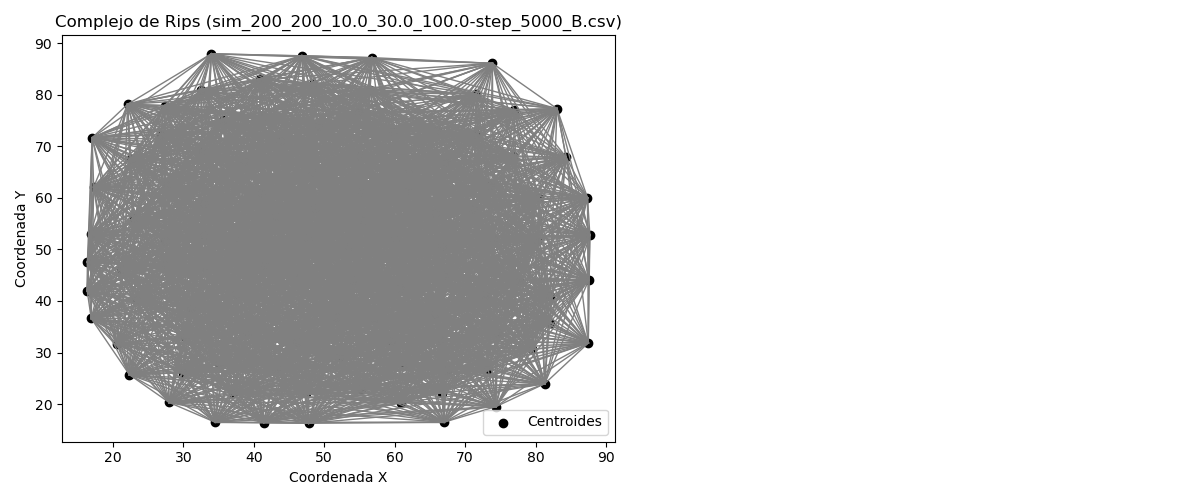 Complejo de Rips (sim_200_200_10.0_30.0_100.0-step_5000_B.csv)
90
80
70
60
50
40
30
20
Coordenada Y
Centroides
20 30 40 50 60 70 80 90
Coordenada X